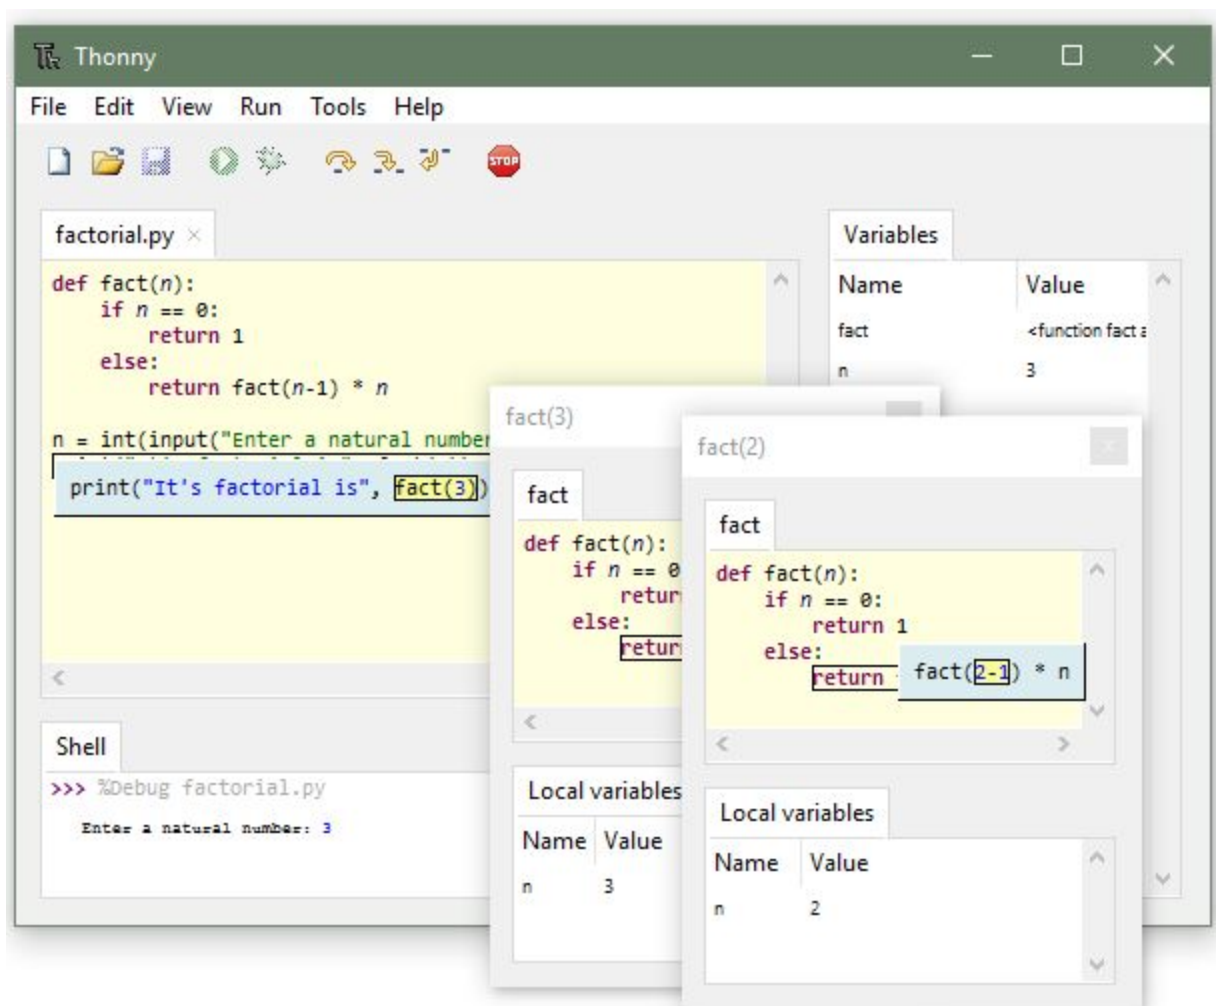 Thonny
File Edit View Run Tools Help
STOP
factorial.py
def fact(n):
if n == 0:
return 1
else:
return fact(n-1) * n
n = int(input("Enter a natural number
print("It's factorial is", fact(3))
Shell
>>> %Debug factorial.py
Enter a natural number: 3
Variables
Name Value
fact <function fact a
n 3
fact(3)
fact
def fact(n):
if n == 0
return
else:
return
Local variables
Name Value
n 3
fact(2)
fact
def fact(n):
if n == 0:
return 1
else:
return
fact(2-1) * n
Local variables
Name Value
n 2